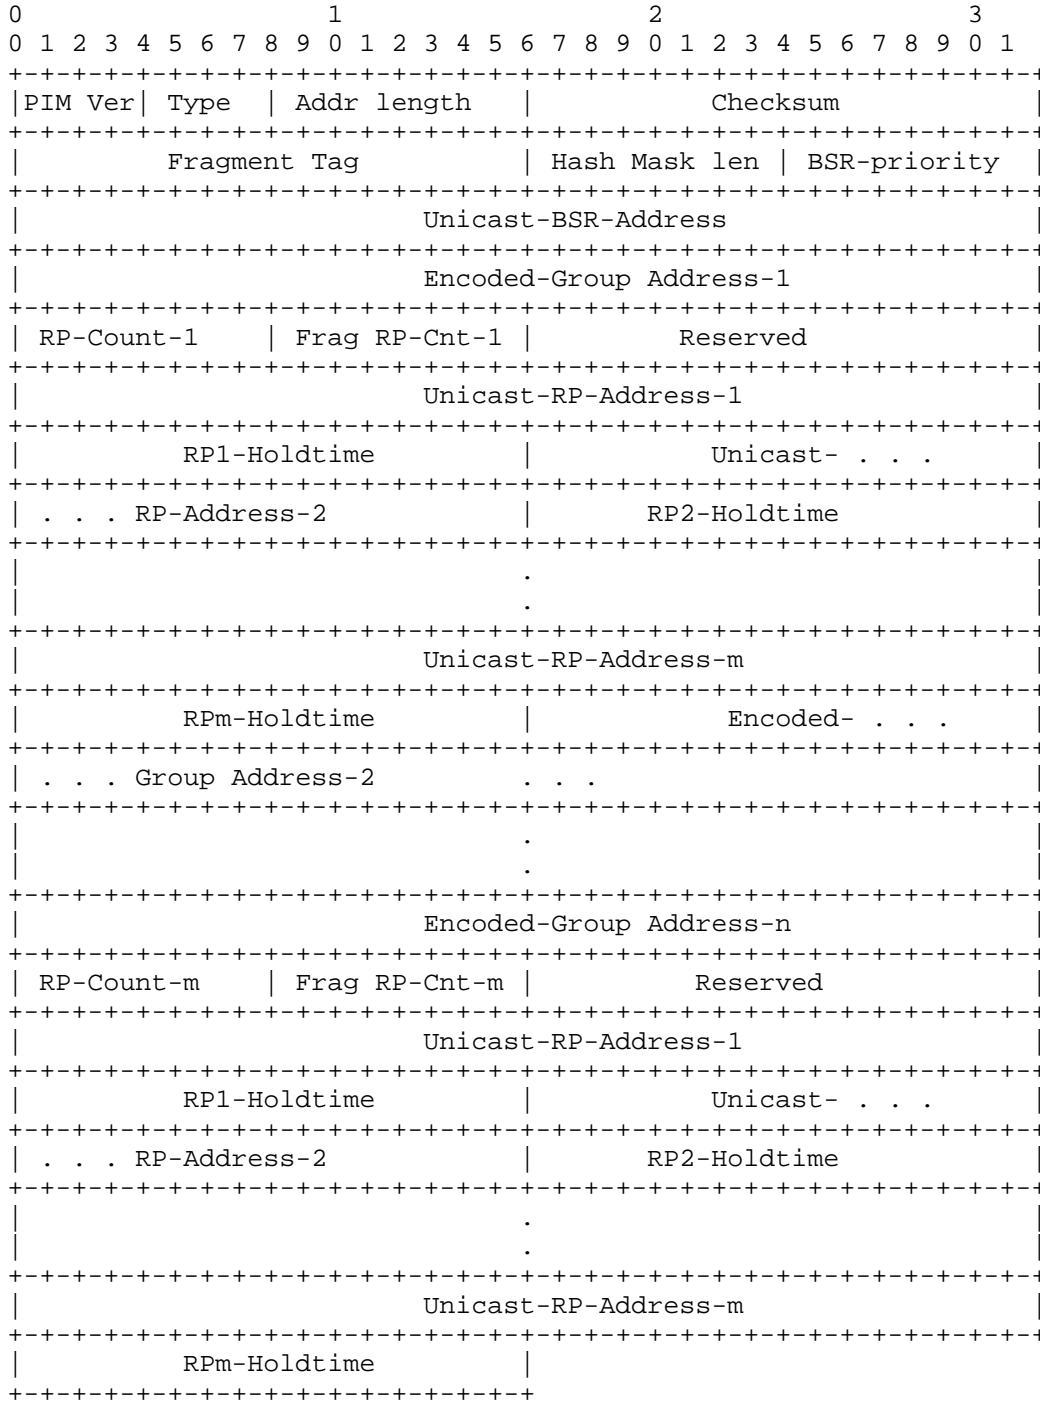 0                   1                   2                   3
0 1 2 3 4 5 6 7 8 9 0 1 2 3 4 5 6 7 8 9 0 1 2 3 4 5 6 7 8 9 0 1
+-+-+-+-+-+-+-+-+-+-+-+-+-+-+-+-+-+-+-+-+-+-+-+-+-+-+-+-+-+-+-+-+
|PIM Ver| Type  | Addr length   |           Checksum            |
+-+-+-+-+-+-+-+-+-+-+-+-+-+-+-+-+-+-+-+-+-+-+-+-+-+-+-+-+-+-+-+-+
|         Fragment Tag          | Hash Mask len | BSR-priority  |
+-+-+-+-+-+-+-+-+-+-+-+-+-+-+-+-+-+-+-+-+-+-+-+-+-+-+-+-+-+-+-+-+
|                         Unicast-BSR-Address                   |
+-+-+-+-+-+-+-+-+-+-+-+-+-+-+-+-+-+-+-+-+-+-+-+-+-+-+-+-+-+-+-+-+
|                         Encoded-Group Address-1               |
+-+-+-+-+-+-+-+-+-+-+-+-+-+-+-+-+-+-+-+-+-+-+-+-+-+-+-+-+-+-+-+-+
| RP-Count-1    | Frag RP-Cnt-1 |         Reserved              |
+-+-+-+-+-+-+-+-+-+-+-+-+-+-+-+-+-+-+-+-+-+-+-+-+-+-+-+-+-+-+-+-+
|                         Unicast-RP-Address-1                  |
+-+-+-+-+-+-+-+-+-+-+-+-+-+-+-+-+-+-+-+-+-+-+-+-+-+-+-+-+-+-+-+-+
|          RP1-Holdtime         |           Unicast- . . .      |
+-+-+-+-+-+-+-+-+-+-+-+-+-+-+-+-+-+-+-+-+-+-+-+-+-+-+-+-+-+-+-+-+
| . . . RP-Address-2            |       RP2-Holdtime            |
+-+-+-+-+-+-+-+-+-+-+-+-+-+-+-+-+-+-+-+-+-+-+-+-+-+-+-+-+-+-+-+-+
|                               .                               |
|                               .                               |
+-+-+-+-+-+-+-+-+-+-+-+-+-+-+-+-+-+-+-+-+-+-+-+-+-+-+-+-+-+-+-+-+
|                         Unicast-RP-Address-m                  |
+-+-+-+-+-+-+-+-+-+-+-+-+-+-+-+-+-+-+-+-+-+-+-+-+-+-+-+-+-+-+-+-+
|          RPm-Holdtime         |            Encoded- . . .     |
+-+-+-+-+-+-+-+-+-+-+-+-+-+-+-+-+-+-+-+-+-+-+-+-+-+-+-+-+-+-+-+-+
| . . . Group Address-2         . . .                           |
+-+-+-+-+-+-+-+-+-+-+-+-+-+-+-+-+-+-+-+-+-+-+-+-+-+-+-+-+-+-+-+-+
|                               .                               |
|                               .                               |
+-+-+-+-+-+-+-+-+-+-+-+-+-+-+-+-+-+-+-+-+-+-+-+-+-+-+-+-+-+-+-+-+
|                         Encoded-Group Address-n               |
+-+-+-+-+-+-+-+-+-+-+-+-+-+-+-+-+-+-+-+-+-+-+-+-+-+-+-+-+-+-+-+-+
| RP-Count-m    | Frag RP-Cnt-m |          Reserved             |
+-+-+-+-+-+-+-+-+-+-+-+-+-+-+-+-+-+-+-+-+-+-+-+-+-+-+-+-+-+-+-+-+
|                         Unicast-RP-Address-1                  |
+-+-+-+-+-+-+-+-+-+-+-+-+-+-+-+-+-+-+-+-+-+-+-+-+-+-+-+-+-+-+-+-+
|          RP1-Holdtime         |           Unicast- . . .      |
+-+-+-+-+-+-+-+-+-+-+-+-+-+-+-+-+-+-+-+-+-+-+-+-+-+-+-+-+-+-+-+-+
| . . . RP-Address-2            |       RP2-Holdtime            |
+-+-+-+-+-+-+-+-+-+-+-+-+-+-+-+-+-+-+-+-+-+-+-+-+-+-+-+-+-+-+-+-+
|                               .                               |
|                               .                               |
+-+-+-+-+-+-+-+-+-+-+-+-+-+-+-+-+-+-+-+-+-+-+-+-+-+-+-+-+-+-+-+-+
|                         Unicast-RP-Address-m                  |
+-+-+-+-+-+-+-+-+-+-+-+-+-+-+-+-+-+-+-+-+-+-+-+-+-+-+-+-+-+-+-+-+
|          RPm-Holdtime         |
+-+-+-+-+-+-+-+-+-+-+-+-+-+-+-+-+